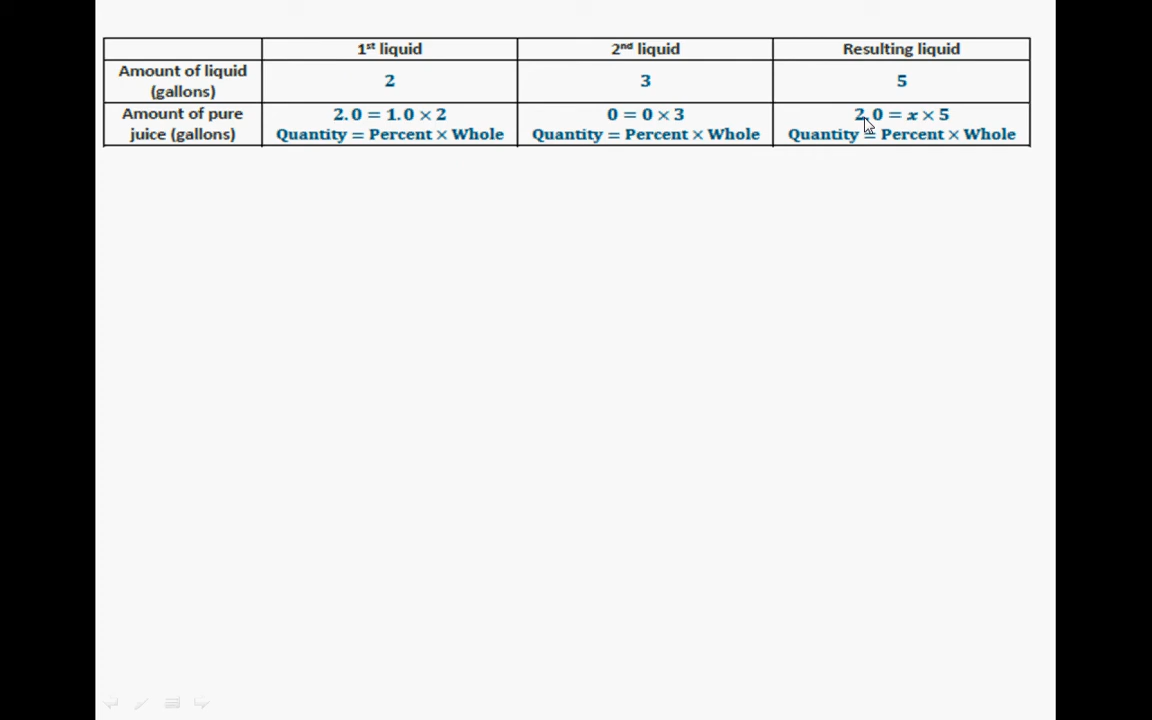 1st liquid 2nd liquid Resulting liquid
Amount of liquid (gallons) 2 3 5
Amount of pure juice (gallons) 2.0 = 1.0 × 2 0 = 0 × 3 2.0 = x × 5
Quantity = Percent × Whole Quantity = Percent × Whole Quantity = Percent × Whole